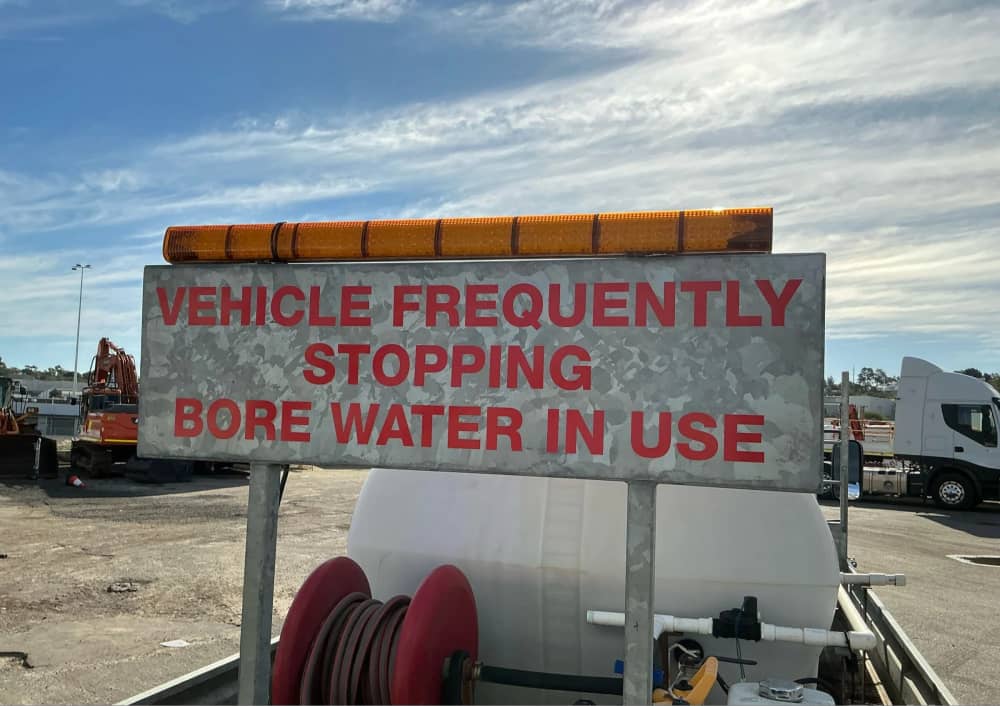 VEHICLE FREQUENTLY
STOPPING
BORE WATER IN USE